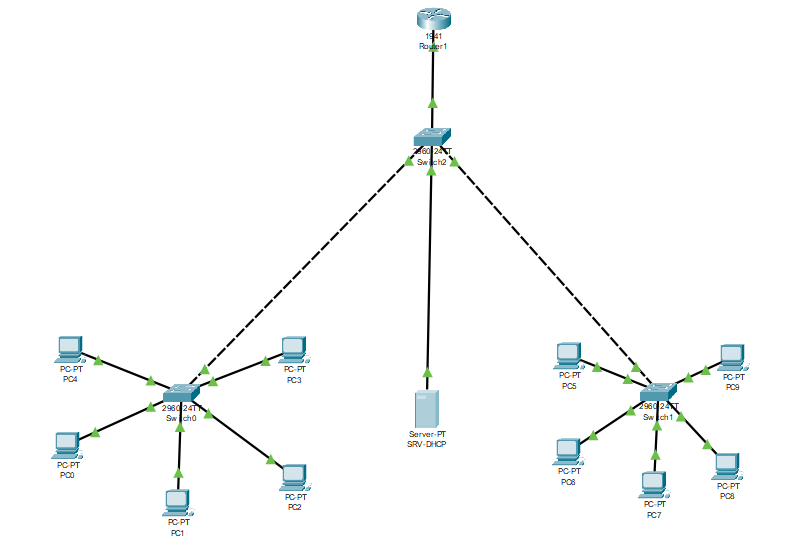 1941
Router1
2960-24TT
Switch2
PC-PT
PC4
PC-PT
PC3
PC-PT
PC5
PC-PT
PC9
2960-24TT
Switch0
2960-24TT
Switch1
Server-PT
SRV-DHCP
PC-PT
PC0
PC-PT
PC2
PC-PT
PC1
PC-PT
PC6
PC-PT
PC8
PC-PT
PC7